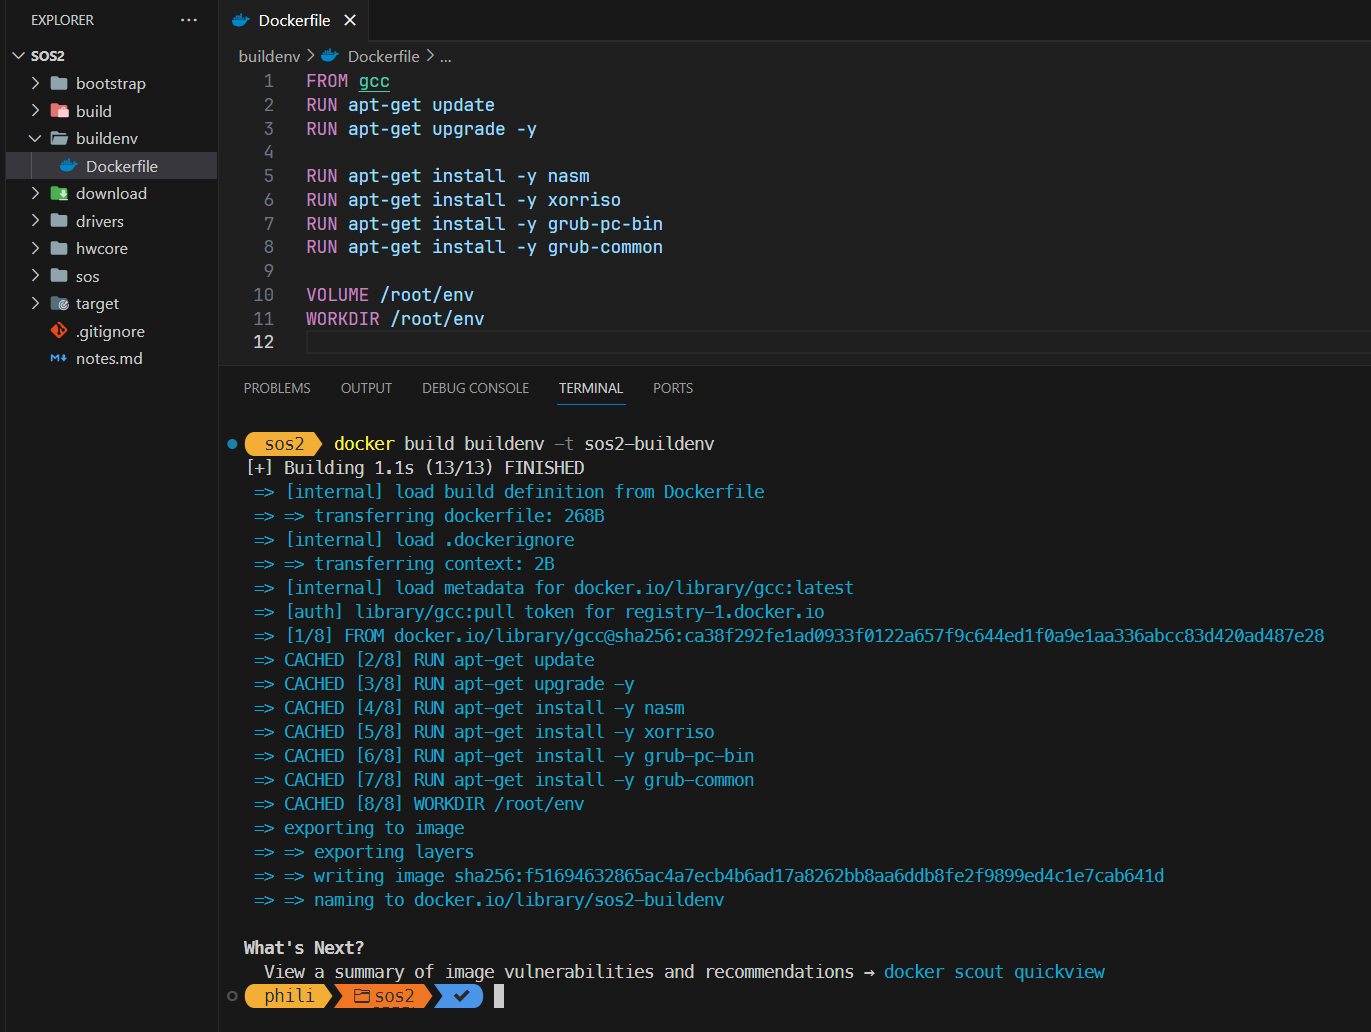 EXPLORER
SOS2
bootstrap
build
buildenv
Dockerfile
download
drivers
hwcore
sos
target
.gitignore
notes.md
Dockerfile
buildenv > Dockerfile > ...
1 FROM gcc
2 RUN apt-get update
3 RUN apt-get upgrade -y
4
5 RUN apt-get install -y nasm
6 RUN apt-get install -y xorriso
7 RUN apt-get install -y grub-pc-bin
8 RUN apt-get install -y grub-common
9
10 VOLUME /root/env
11 WORKDIR /root/env
12
PROBLEMS OUTPUT DEBUG CONSOLE TERMINAL PORTS
sos2 docker build buildenv -t sos2-buildenv
[+] Building 1.1s (13/13) FINISHED
=> [internal] load build definition from Dockerfile
=> => transferring dockerfile: 268B
=> [internal] load .dockerignore
=> => transferring context: 2B
=> [internal] load metadata for docker.io/library/gcc:latest
=> [auth] library/gcc:pull token for registry-1.docker.io
=> [1/8] FROM docker.io/library/gcc@sha256:ca38f292fe1ad0933f0122a657f9c644ed1f0a9e1aa336abcc83d420ad487e28
=> CACHED [2/8] RUN apt-get update
=> CACHED [3/8] RUN apt-get upgrade -y
=> CACHED [4/8] RUN apt-get install -y nasm
=> CACHED [5/8] RUN apt-get install -y xorriso
=> CACHED [6/8] RUN apt-get install -y grub-pc-bin
=> CACHED [7/8] RUN apt-get install -y grub-common
=> CACHED [8/8] WORKDIR /root/env
=> exporting to image
=> => exporting layers
=> => writing image sha256:f51694632865ac4a7ecb4b6ad17a8262bb8aa6ddb8fe2f9899ed4c1e7cab641d
=> => naming to docker.io/library/sos2-buildenv
What's Next?
View a summary of image vulnerabilities and recommendations → docker scout quickview
phili sos2